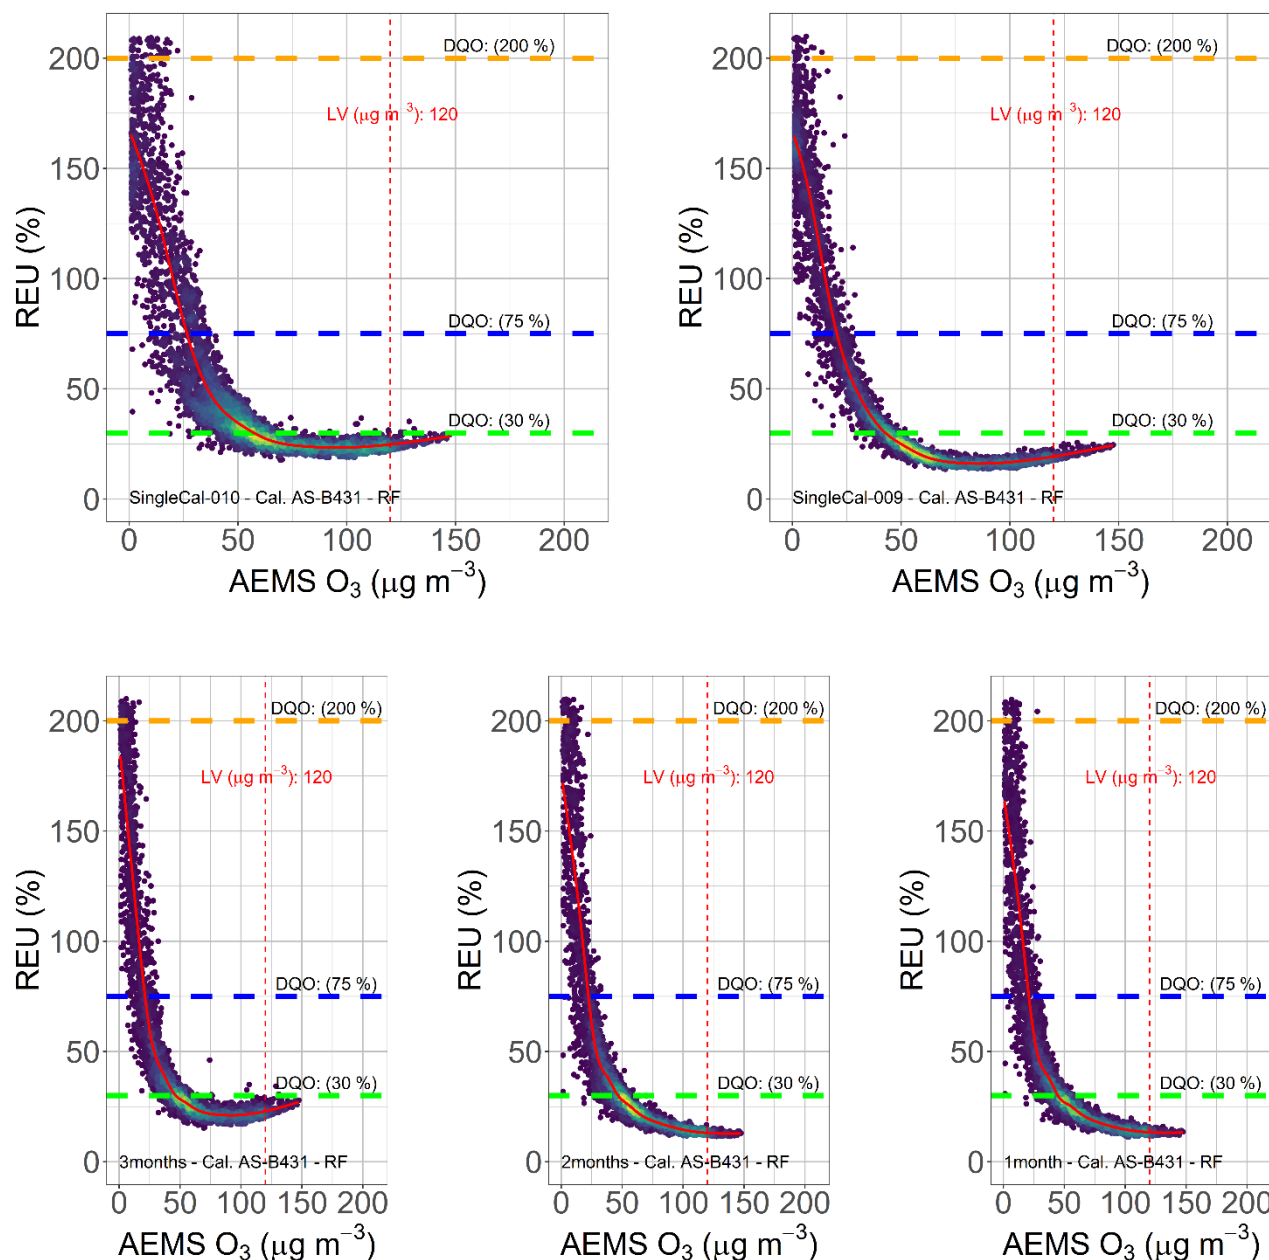 DQO: (200 %)
LV (μg m⁻³): 120
DQO: (75 %)
DQO: (30 %)
SingleCal-010 - Cal. AS-B431 - RF
REU (%)
200
150
100
50
0
0 50 100 150 200
AEMS O₃ (μg m⁻³)
DQO: (200 %)
LV (μg m⁻³): 120
DQO: (75 %)
DQO: (30 %)
SingleCal-009 - Cal. AS-B431 - RF
REU (%)
200
150
100
50
0
0 50 100 150 200
AEMS O₃ (μg m⁻³)
DQO: (200 %)
LV (μg m⁻³): 120
DQO: (75 %)
DQO: (30 %)
3months - Cal. AS-B431 - RF
REU (%)
200
150
100
50
0
0 50 100 150 200
AEMS O₃ (μg m⁻³)
DQO: (200 %)
LV (μg m⁻³): 120
DQO: (75 %)
DQO: (30 %)
2months - Cal. AS-B431 - RF
REU (%)
200
150
100
50
0
0 50 100 150 200
AEMS O₃ (μg m⁻³)
DQO: (200 %)
LV (μg m⁻³): 120
DQO: (75 %)
DQO: (30 %)
1month - Cal. AS-B431 - RF
REU (%)
200
150
100
50
0
0 50 100 150 200
AEMS O₃ (μg m⁻³)